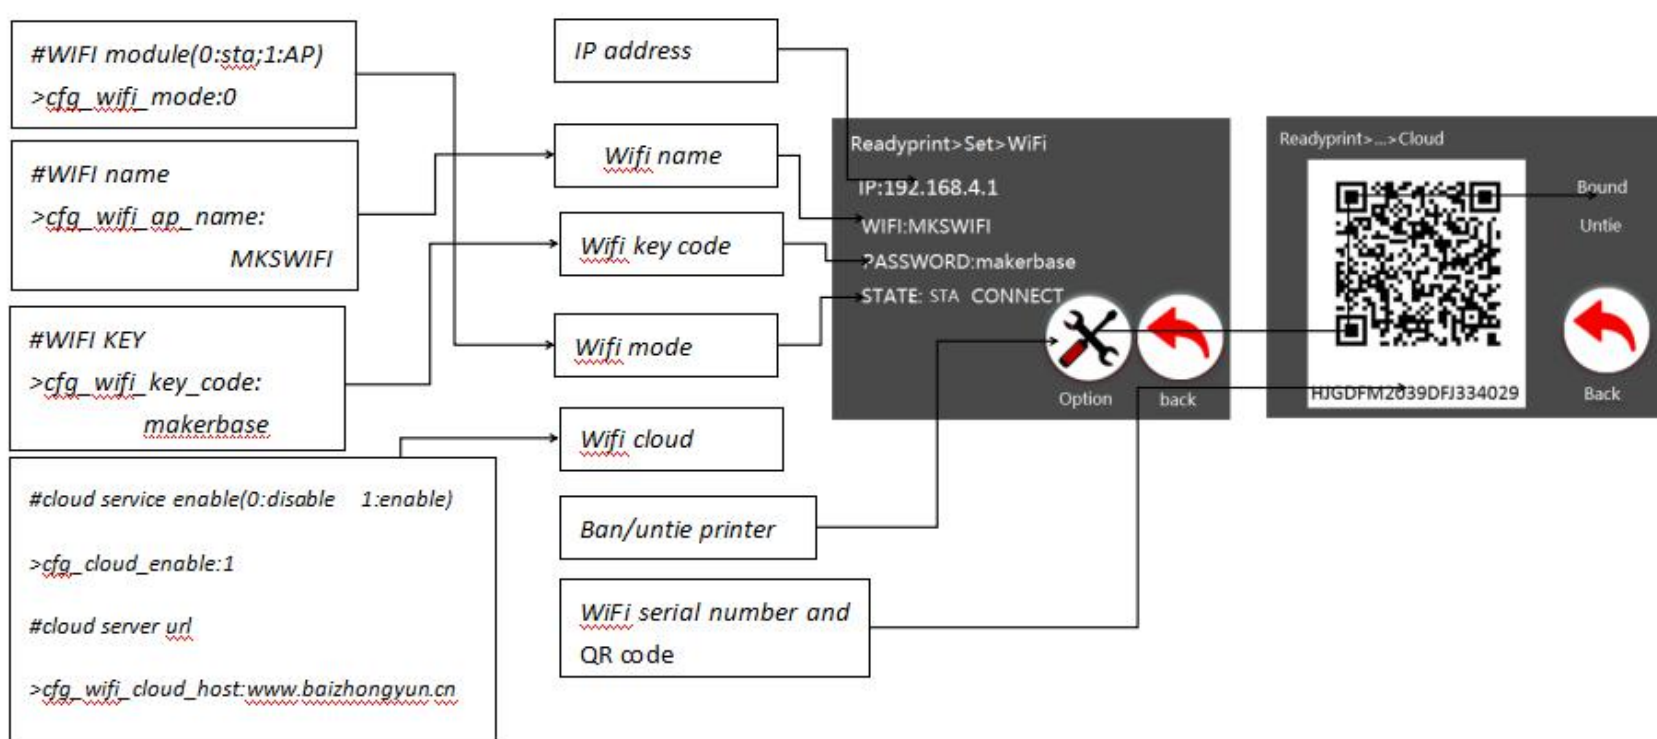 #WIFI module(0:sta;1:AP)
>cfg_wifi_mode:0
#WIFI name
>cfg_wifi_ap_name:
MKSWIFI
#WIFI KEY
>cfg_wifi_key_code:
makerbase
#cloud service enable(0:disable 1:enable)
>cfg_cloud_enable:1
#cloud server url
>cfg_wifi_cloud_host:www.baizhongyun.cn
IP address
Wifi name
Wifi key code
Wifi mode
Wifi cloud
Ban/untie printer
WiFi serial number and
QR code
Readyprint>Set>WiFi
IP:192.168.4.1
WIFI:MKSWIFI
PASSWORD:makerbase
STATE: STA CONNECT
Option
back
Readyprint>...>Cloud
Bound
Untie
HJGDFM2039DFJ334029
Back